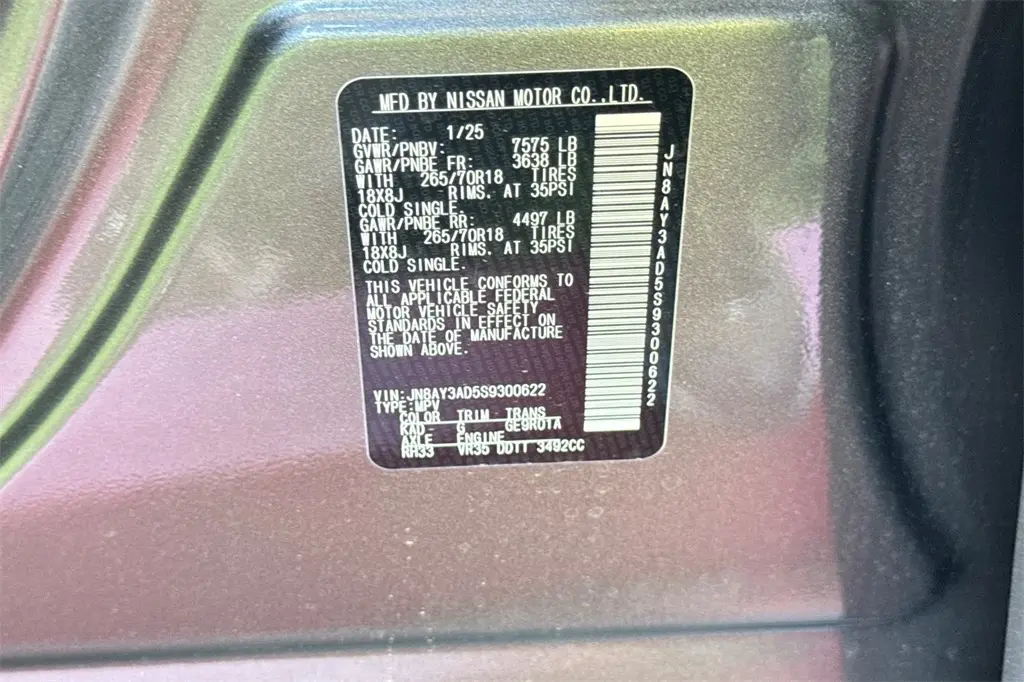 MFD BY NISSAN MOTOR CO.,LTD.
DATE: 1/25
GVWR/PNBV: 7575 LB
GAWR/PNBE FR: 3638 LB
WITH 265/70R18 TIRES
18X8J RIMS. AT 35PSI
COLD SINGLE.
GAWR/PNBE RR: 4497 LB
WITH 265/70R18 TIRES
18X8J RIMS. AT 35PSI
COLD SINGLE.
THIS VEHICLE CONFORMS TO
ALL APPLICABLE FEDERAL
MOTOR VEHICLE SAFETY
STANDARDS IN EFFECT ON
THE DATE OF MANUFACTURE
SHOWN ABOVE.
VIN:JN8AY3AD5S9300622
TYPE:MPV
COLOR TRIM TRANS
KAD G GE9R01A
AXLE ENGINE
RH33 VR35 DDTT 3492CC
JN8AY3AD5S9300622